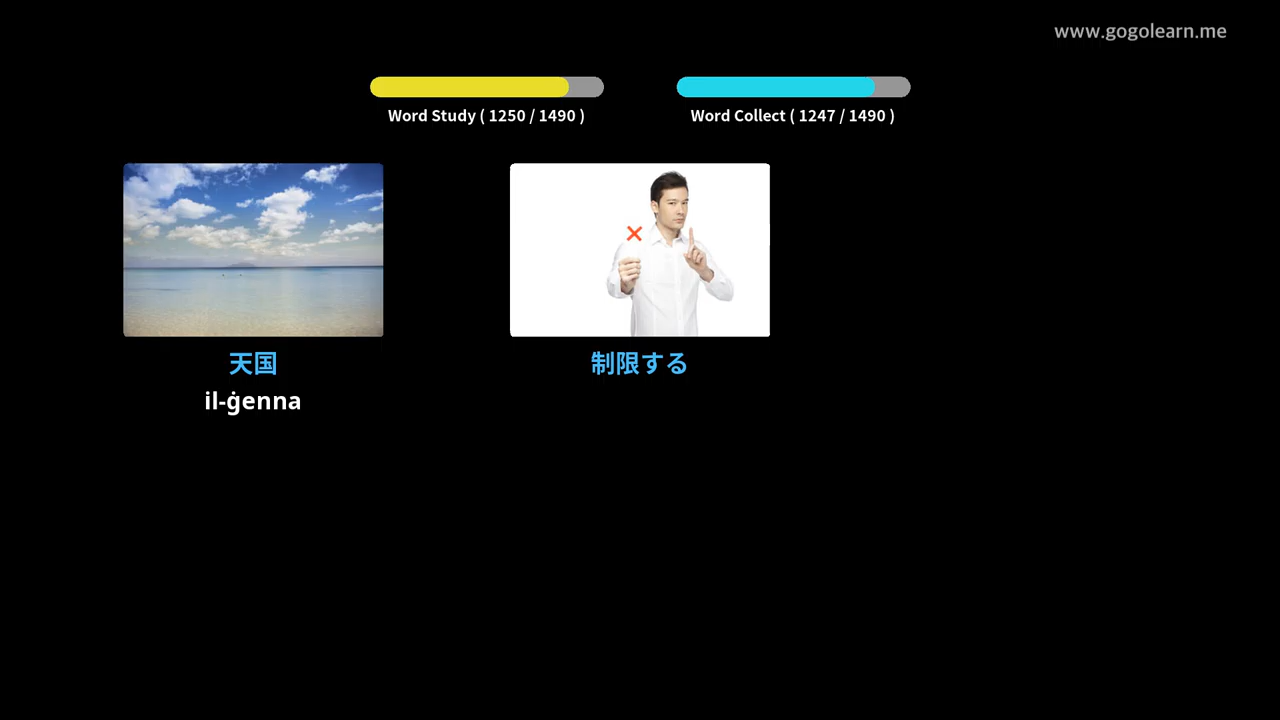 www.gogolearn.me
Word Study ( 1250 / 1490 )
Word Collect ( 1247 / 1490 )
天国
il-ġenna
制限する